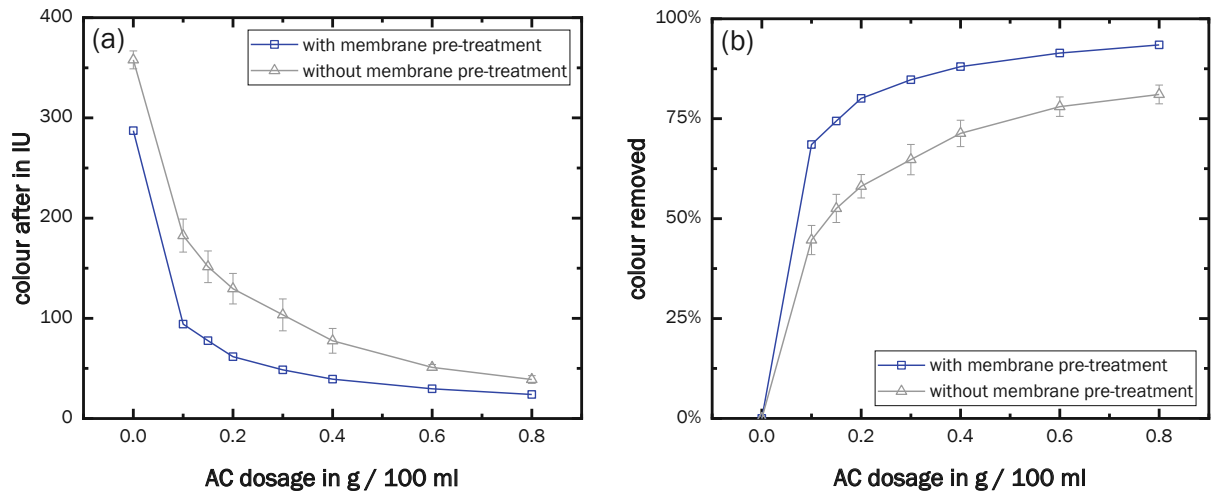 (a)
with membrane pre-treatment
without membrane pre-treatment
400
300
200
100
0
0.0 0.2 0.4 0.6 0.8
colour after in IU
AC dosage in g / 100 ml
(b)
100%
75%
50%
25%
0%
with membrane pre-treatment
without membrane pre-treatment
0.0 0.2 0.4 0.6 0.8
colour removed
AC dosage in g / 100 ml